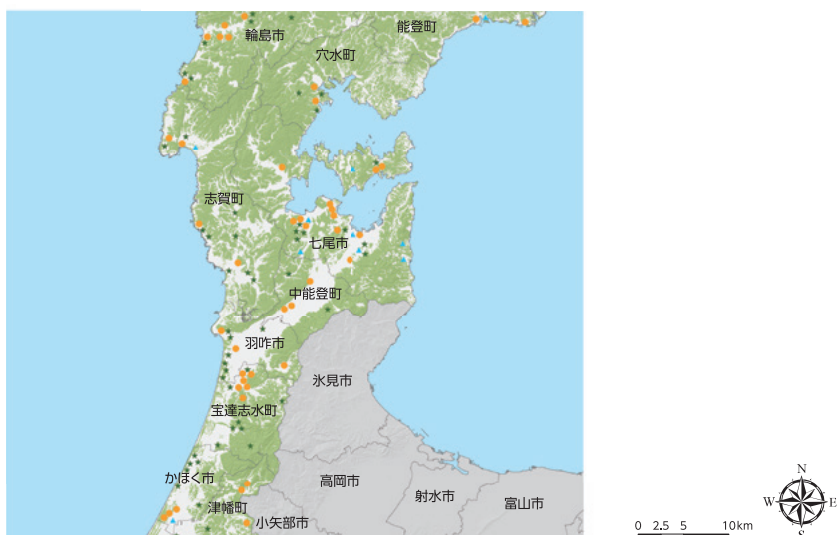 能登町
輪島市
穴水町
志賀町
七尾市
中能登町
羽咋市
氷見市
宝達志水町
かほく市
高岡市
射水市
津幡町
富山市
小矢部市
N
W E
S
0 2.5 5 10km